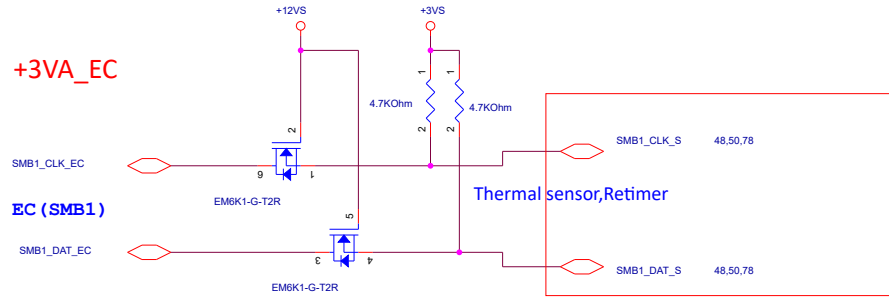 +12VS
+3VS
+3VA_EC
1
1
4.7KOhm
4.7KOhm
2
2
2
SMB1_CLK_EC
6
1
SMB1_CLK_S 48,50,78
EM6K1-G-T2R
Thermal sensor,Retimer
EC(SMB1)
5
SMB1_DAT_EC
3
4
SMB1_DAT_S 48,50,78
EM6K1-G-T2R